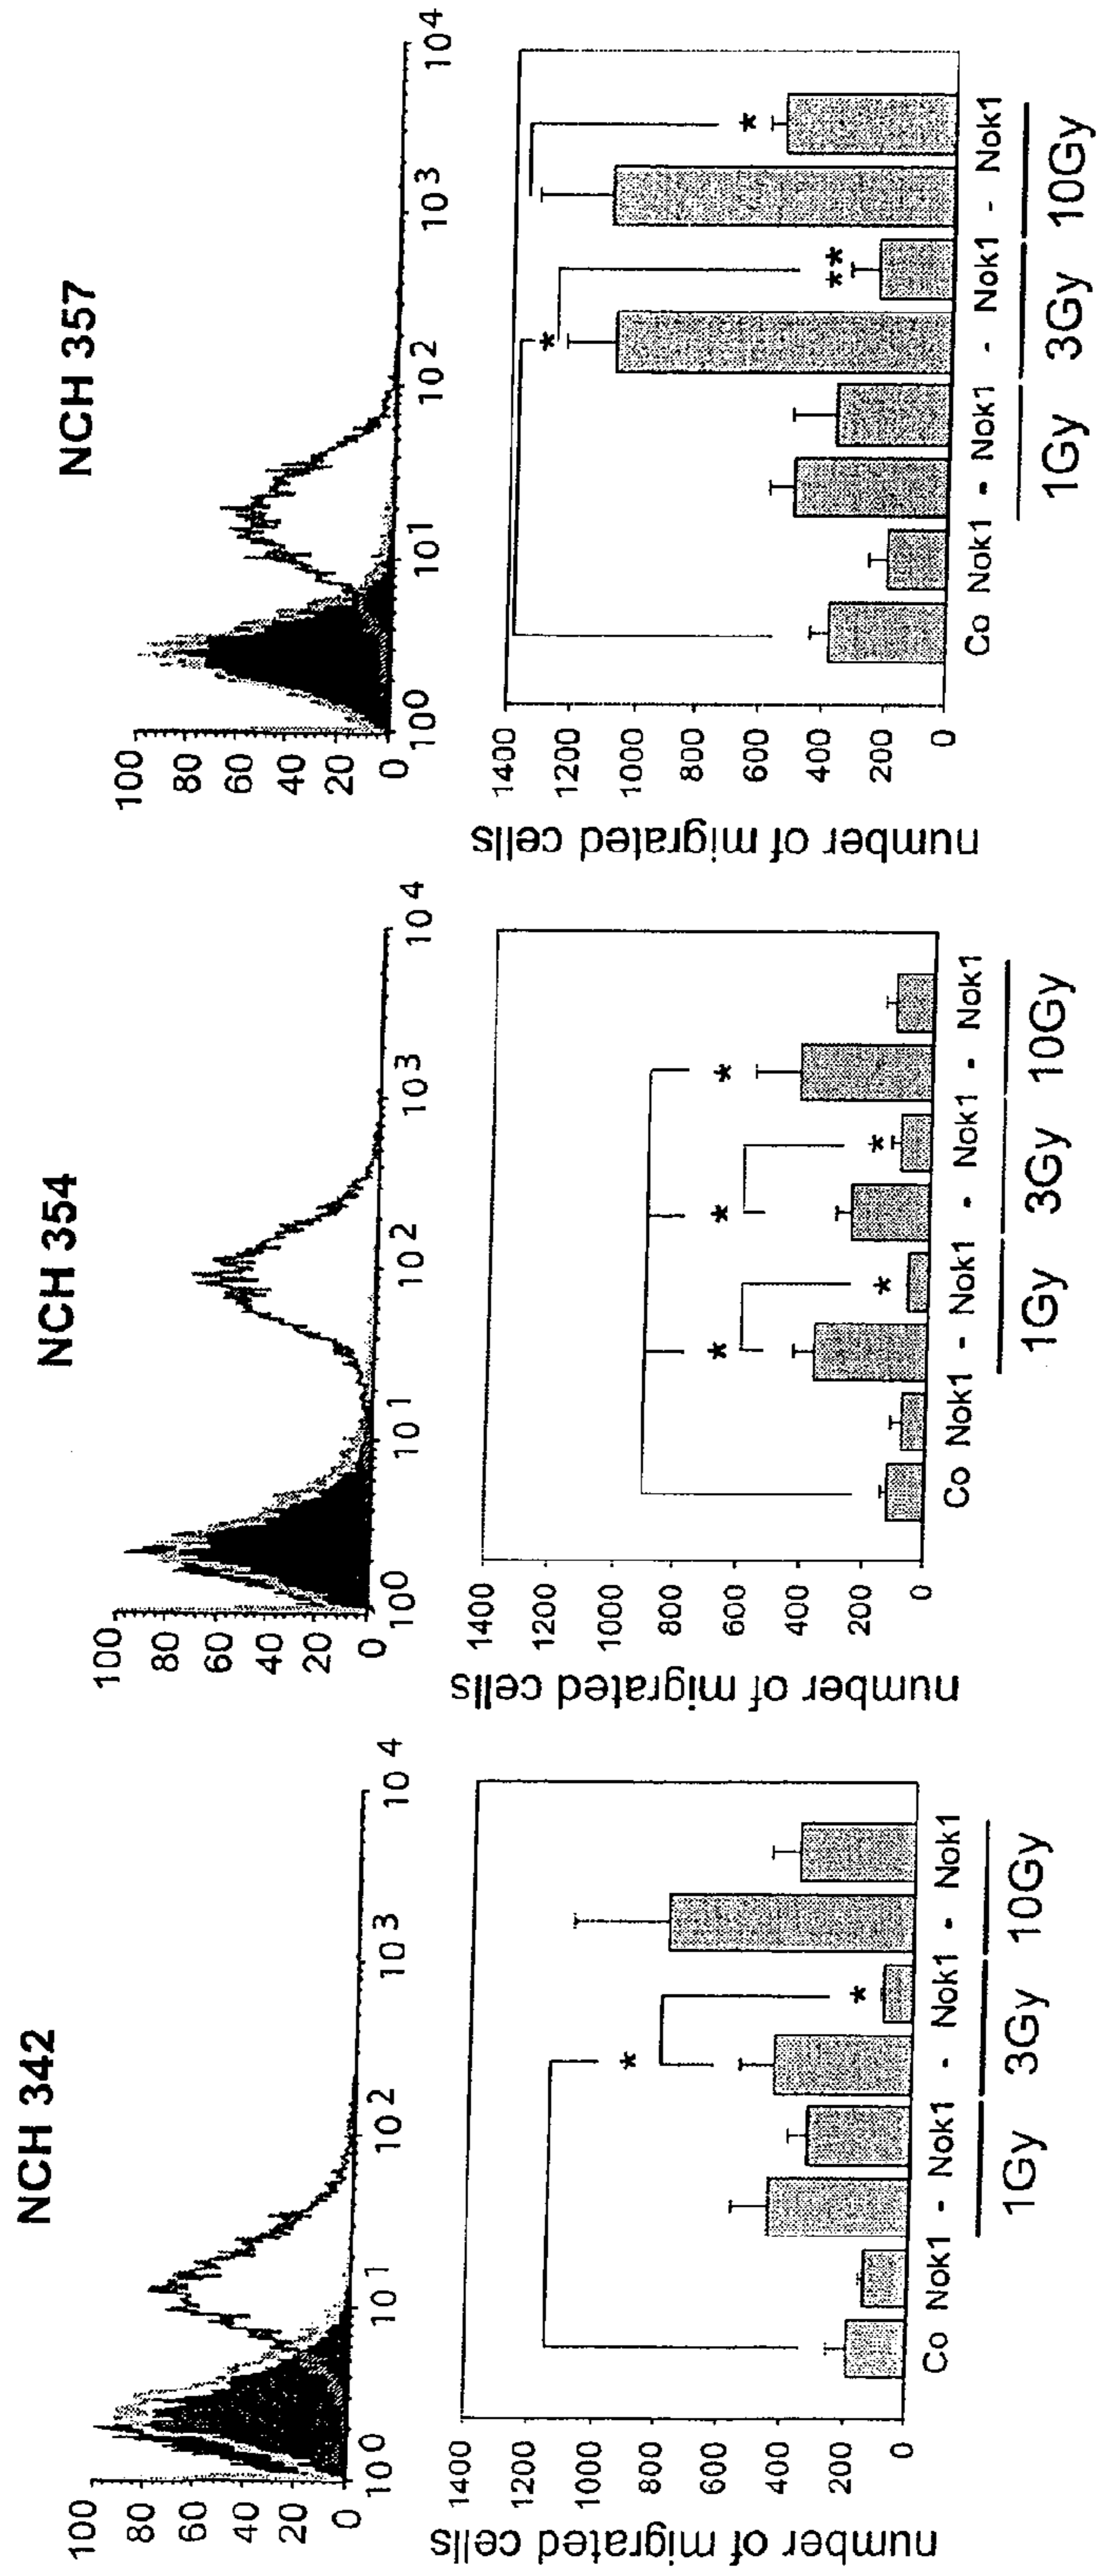 NCH 342
100
80
60
40
20
0
10^0 10^1 10^2 10^3 10^4
number of migrated cells
1400
1200
1000
800
600
400
200
0
*
*
Co Nok1 - Nok1 - Nok1 - Nok1
1Gy 3Gy 10Gy
NCH 354
100
80
60
40
20
0
10^0 10^1 10^2 10^3 10^4
number of migrated cells
1400
1200
1000
800
600
400
200
0
* * *
* *
Co Nok1 - Nok1 - Nok1 - Nok1
1Gy 3Gy 10Gy
NCH 357
100
80
60
40
20
0
10^0 10^1 10^2 10^3 10^4
number of migrated cells
1400
1200
1000
800
600
400
200
0
*
** *
Co Nok1 - Nok1 - Nok1 - Nok1
1Gy 3Gy 10Gy